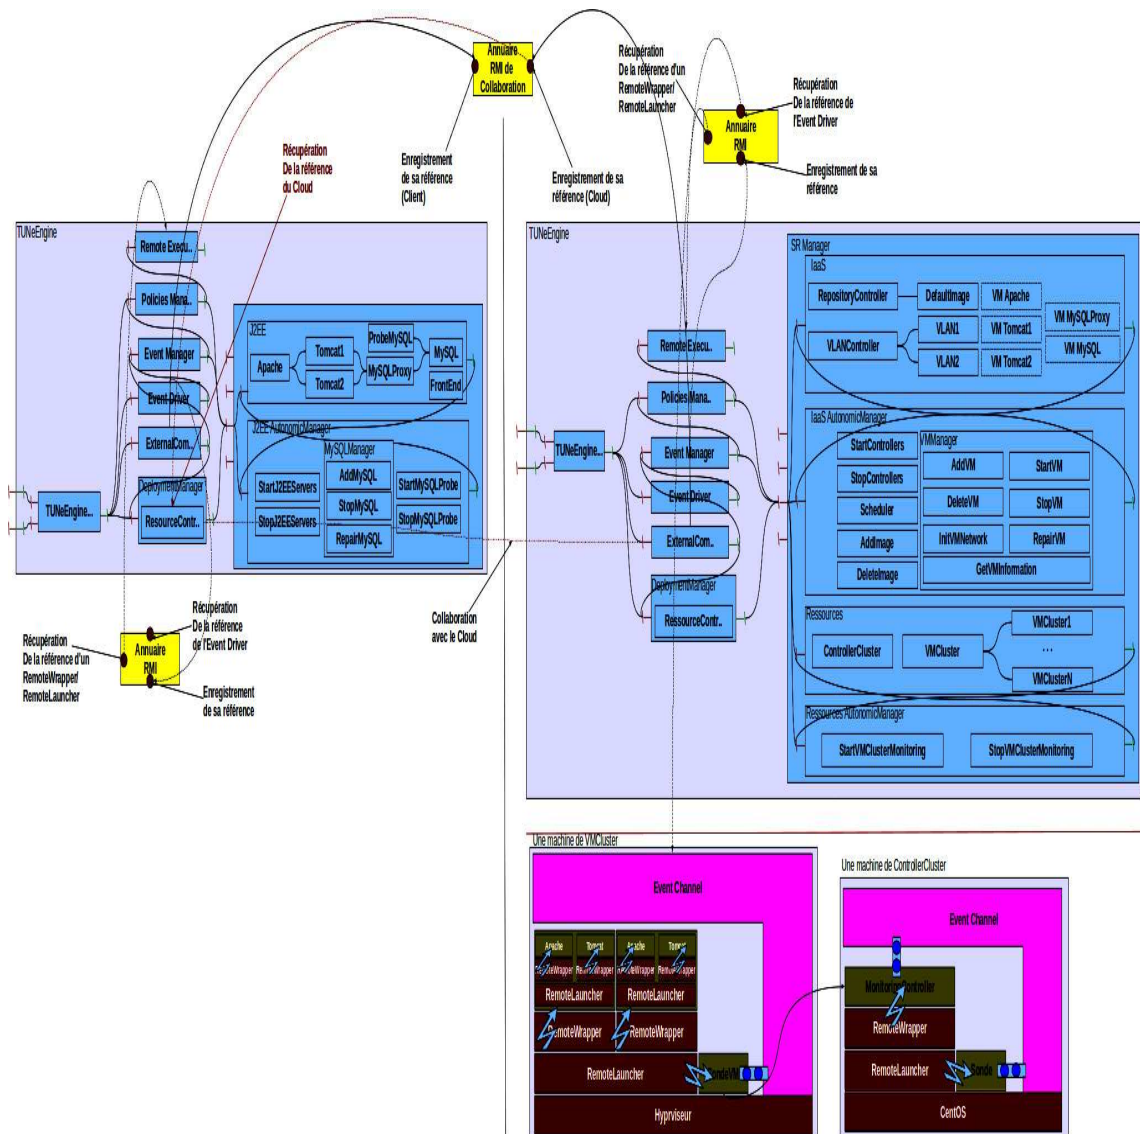 Annuaire
RMI de
Collaboration
Récupération
De la référence d'un
RemoteWrapper/
RemoteLauncher
Récupération
De la référence de
l'Event Driver
Annuaire
RMI
Enregistrement de sa
référence
Récupération
De la référence
du Cloud
Enregistrement
de sa référence
(Client)
Enregistrement de sa
référence (Cloud)
TUNeEngine
Remote Execu..
Policies Mana..
Event Manager
Event Driver
ExternalCom..
DeploymentManager
ResourceContr..
TUNeEngine...
J2EE
Apache
Tomcat1
Tomcat2
ProbeMySQL
MySQLProxy
MySQL
FrontEnd
J2EE AutonomicManager
StartJ2EEServers
StopJ2EEServers
MySQLManager
AddMySQL
StopMySQL
RepairMySQL
StartMySQLProbe
StopMySQLProbe
Récupération
De la référence d'un
RemoteWrapper/
RemoteLauncher
Récupération
De la référence
de l'Event Driver
Annuaire
RMI
Enregistrement
de sa référence
Collaboration
avec le Cloud
TUNeEngine
TUNeEngine...
Remote Execu..
Policies Mana..
Event Manager
Event Driver
ExternalCom..
DeploymentManager
RessourceContr..
SR Manager
IaaS
RepositoryController
DefaultImage
VM Apache
VLANController
VLAN1
VLAN2
VM Tomcat1
VM Tomcat2
VM MySQLProxy
VM MySQL
IaaS AutonomicManager
StartControllers
StopControllers
Scheduler
AddImage
DeleteImage
VMManager
AddVM
StartVM
DeleteVM
StopVM
InitVMNetwork
RepairVM
GetVMInformation
Ressources
ControllerCluster
VMCluster
VMCluster1
...
VMClusterN
Ressources AutonomicManager
StartVMClusterMonitoring
StopVMClusterMonitoring
Une machine de VMCluster
Event Channel
Apache
Tomcat
Apache
Tomcat
RemoteWrapper
RemoteWrapper
RemoteWrapper
RemoteWrapper
RemoteLauncher
RemoteLauncher
RemoteWrapper
RemoteWrapper
RemoteLauncher
SondeVM
Hyprviseur
Une machine de ControllerCluster
Event Channel
MonitoringController
RemoteWrapper
RemoteLauncher
Sonde
CentOS